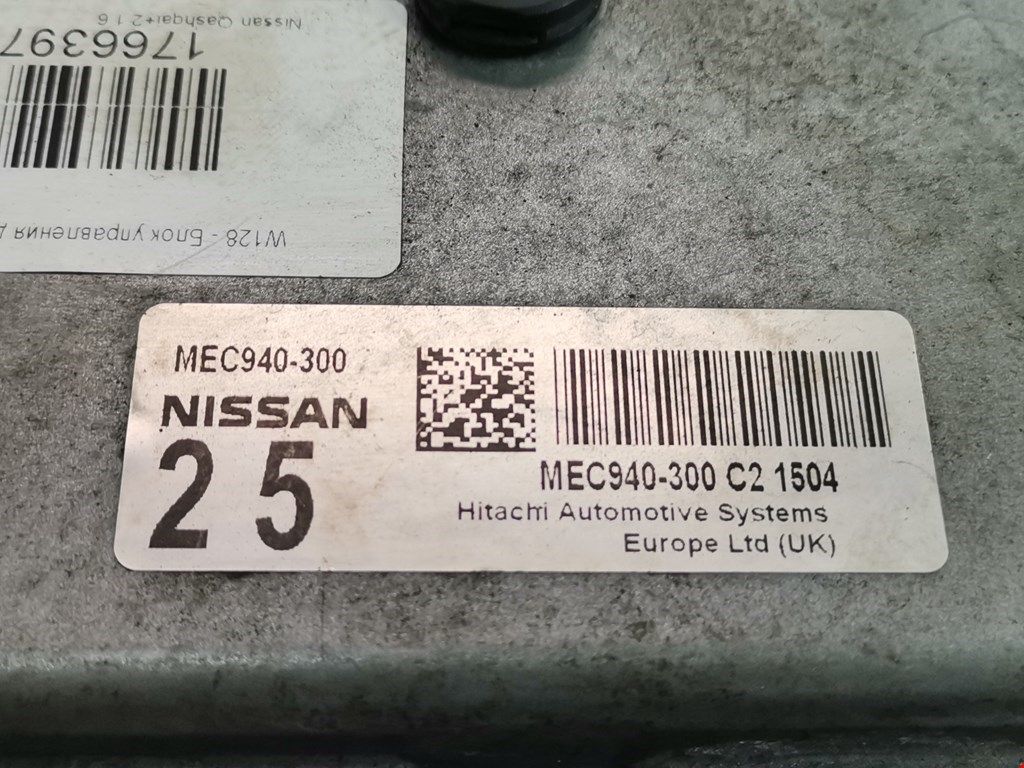 Nissan Qashqai+2 1 6
1766397
W128 - Блок управления
MEC940-300
NISSAN
2 5
MEC940-300 C2 1504
Hitachi Automotive Systems
Europe Ltd (UK)